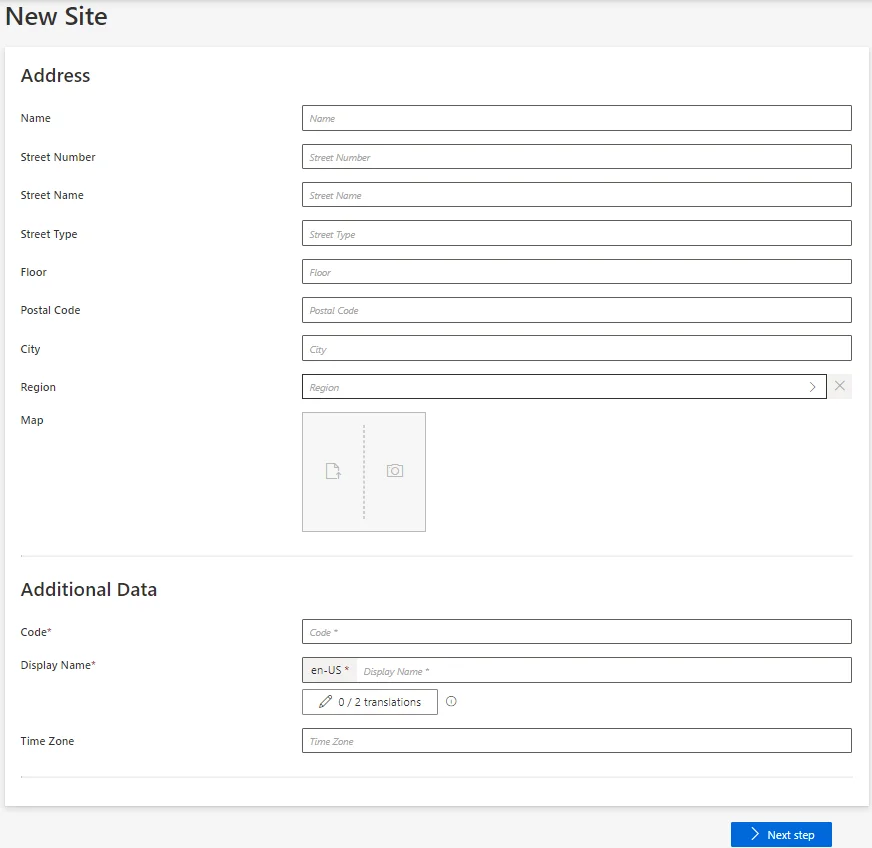 New Site
Address
Name Name
Street Number Street Number
Street Name Street Name
Street Type Street Type
Floor Floor
Postal Code Postal Code
City City
Region Region
Map
Additional Data
Code* Code *
Display Name* en-US * Display Name *
0 / 2 translations
Time Zone Time Zone
Next step